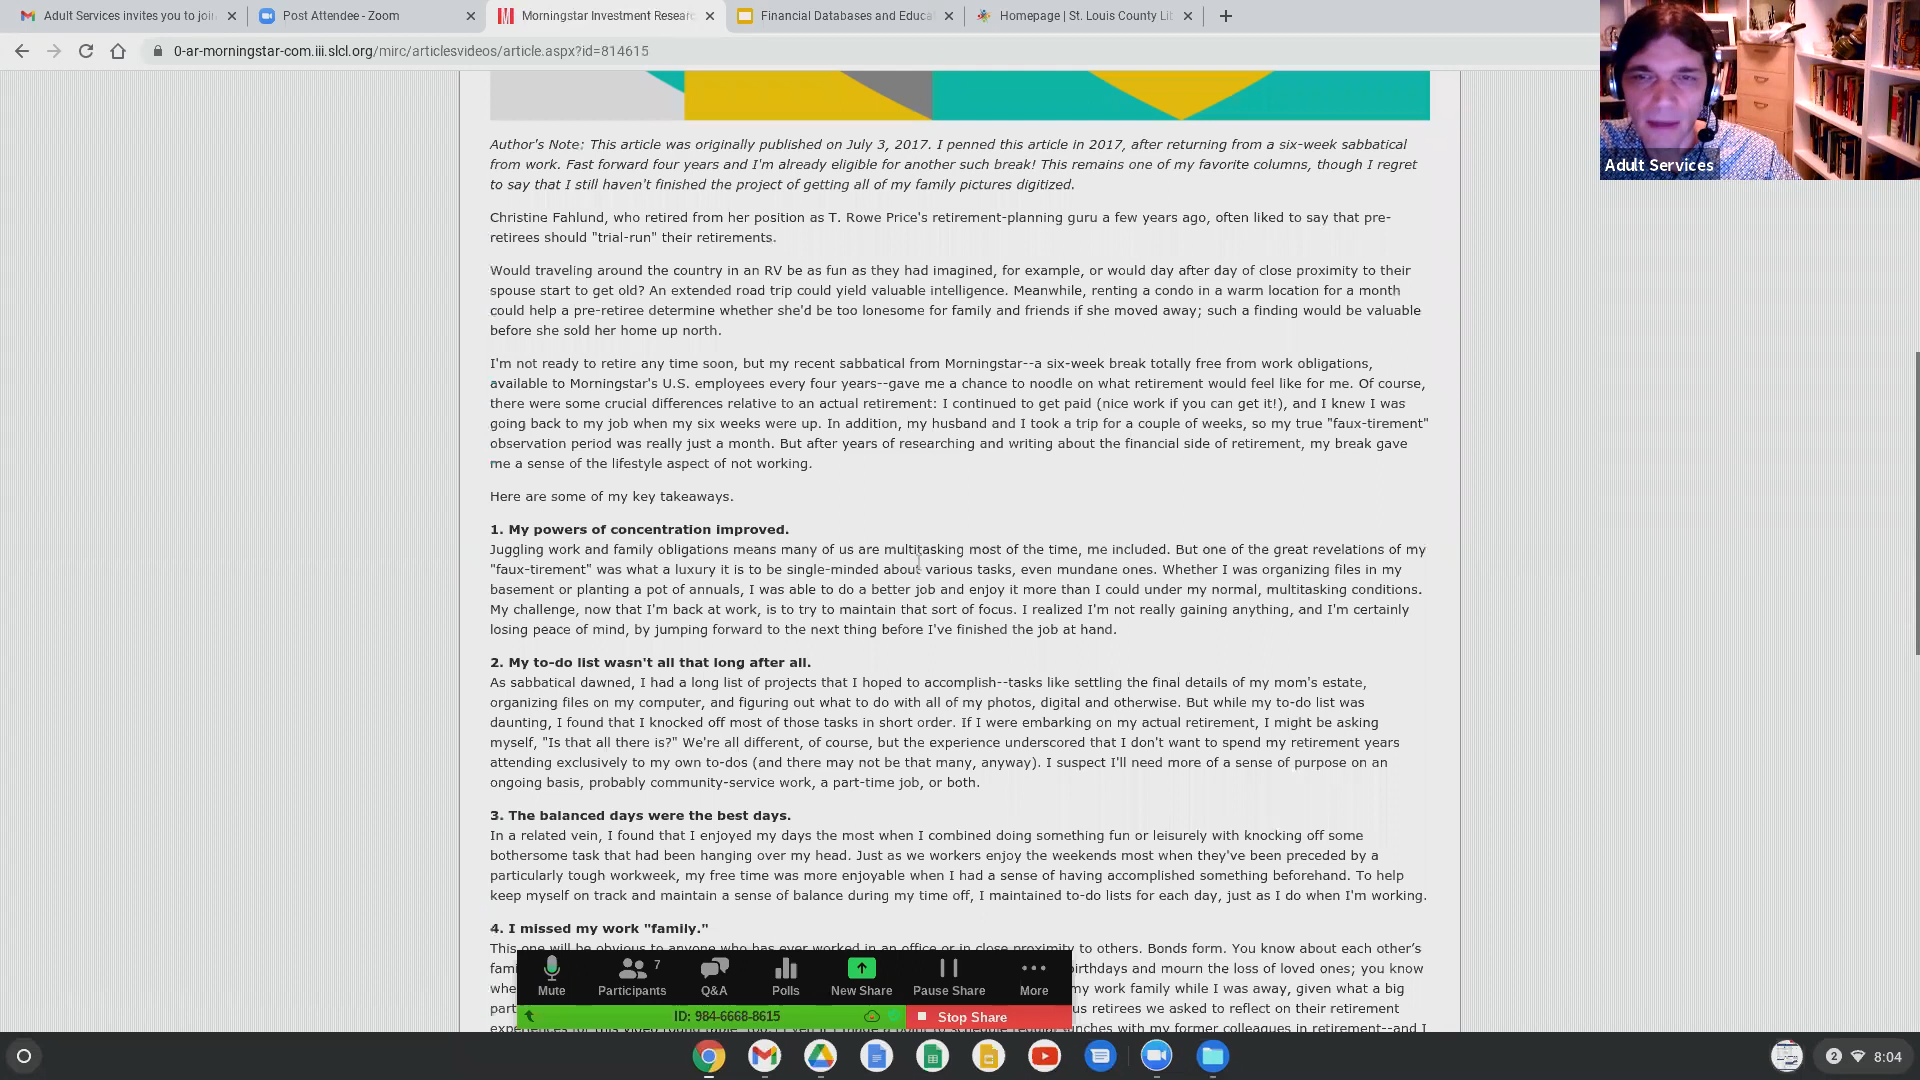 Adult Services invites you to joi
Post Attendee - Zoom
Morningstar Investment Resear
Financial Databases and Educa
Homepage | St. Louis County Li
0-ar-morningstar-com.iii.slcl.org/mirc/articlesvideos/article.aspx?id=814615
Adult Services
Author's Note: This article was originally published on July 3, 2017. I penned this article in 2017, after returning from a six-week sabbatical
from work. Fast forward four years and I'm already eligible for another such break! This remains one of my favorite columns, though I regret
to say that I still haven't finished the project of getting all of my family pictures digitized.
Christine Fahlund, who retired from her position as T. Rowe Price's retirement-planning guru a few years ago, often liked to say that pre-
retirees should "trial-run" their retirements.
Would traveling around the country in an RV be as fun as they had imagined, for example, or would day after day of close proximity to their
spouse start to get old? An extended road trip could yield valuable intelligence. Meanwhile, renting a condo in a warm location for a month
could help a pre-retiree determine whether she'd be too lonesome for family and friends if she moved away; such a finding would be valuable
before she sold her home up north.
I'm not ready to retire any time soon, but my recent sabbatical from Morningstar--a six-week break totally free from work obligations,
available to Morningstar's U.S. employees every four years--gave me a chance to noodle on what retirement would feel like for me. Of course,
there were some crucial differences relative to an actual retirement: I continued to get paid (nice work if you can get it!), and I knew I was
going back to my job when my six weeks were up. In addition, my husband and I took a trip for a couple of weeks, so my true "faux-tirement"
observation period was really just a month. But after years of researching and writing about the financial side of retirement, my break gave
me a sense of the lifestyle aspect of not working.
Here are some of my key takeaways.
1. My powers of concentration improved.
Juggling work and family obligations means many of us are multitasking most of the time, me included. But one of the great revelations of my
"faux-tirement" was what a luxury it is to be single-minded about various tasks, even mundane ones. Whether I was organizing files in my
basement or planting a pot of annuals, I was able to do a better job and enjoy it more than I could under my normal, multitasking conditions.
My challenge, now that I'm back at work, is to try to maintain that sort of focus. I realized I'm not really gaining anything, and I'm certainly
losing peace of mind, by jumping forward to the next thing before I've finished the job at hand.
2. My to-do list wasn't all that long after all.
As sabbatical dawned, I had a long list of projects that I hoped to accomplish--tasks like settling the final details of my mom's estate,
organizing files on my computer, and figuring out what to do with all of my photos, digital and otherwise. But while my to-do list was
daunting, I found that I knocked off most of those tasks in short order. If I were embarking on my actual retirement, I might be asking
myself, "Is that all there is?" We're all different, of course, but the experience underscored that I don't want to spend my retirement years
attending exclusively to my own to-dos (and there may not be that many, anyway). I suspect I'll need more of a sense of purpose on an
ongoing basis, probably community-service work, a part-time job, or both.
3. The balanced days were the best days.
In a related vein, I found that I enjoyed my days the most when I combined doing something fun or leisurely with knocking off some
bothersome task that had been hanging over my head. Just as we workers enjoy the weekends most when they've been preceded by a
particularly tough workweek, my free time was more enjoyable when I had a sense of having accomplished something beforehand. To help
keep myself on track and maintain a sense of balance during my time off, I maintained to-do lists for each day, just as I do when I'm working.
4. I missed my work "family."
This one will be obvious to anyone who has ever worked in an office or in close proximity to others. Bonds form. You know about each other's
fami birthdays and mourn the loss of loved ones; you know
whe my work family while I was away, given what a big
part us retirees we asked to reflect on their retirement
with my former colleagues in retirement--and I
Mute
Participants 7
Q&A
Polls
New Share
Pause Share
More
ID: 984-6668-8615
Stop Share
2 8:04